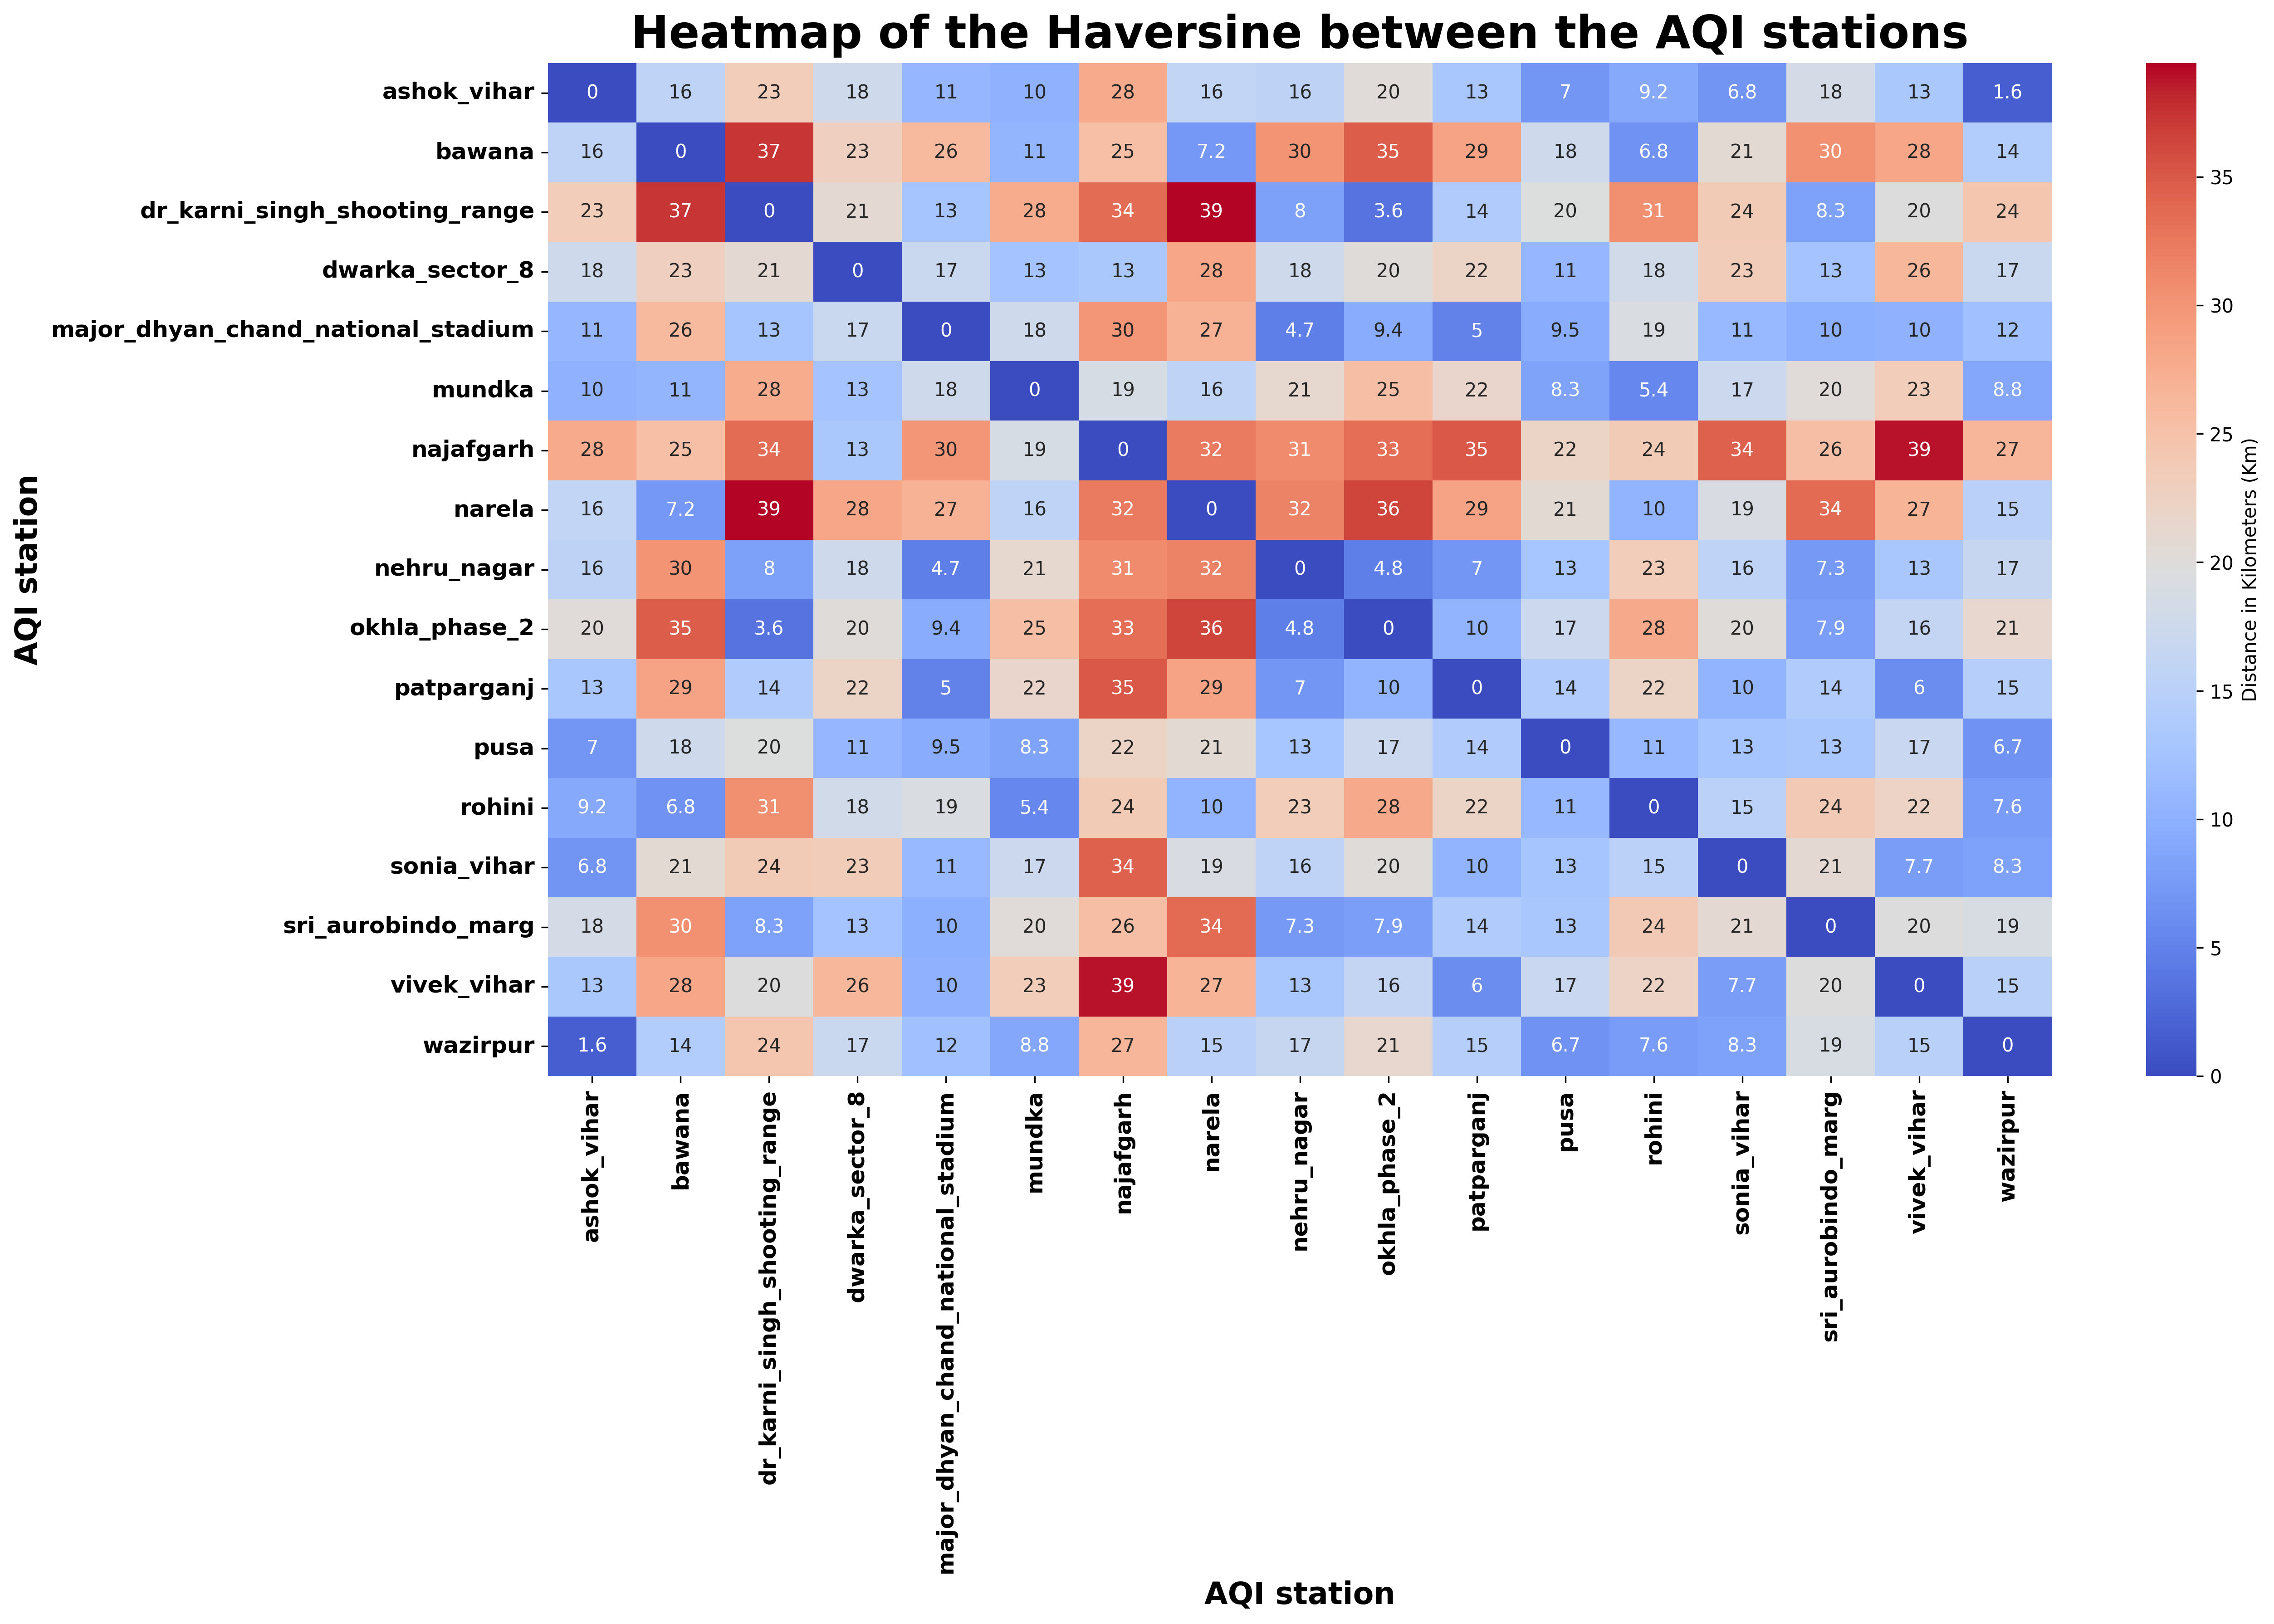 Heatmap of the Haversine between the AQI stations
ashok_vihar 0 16 23 18 11 10 28 16 16 20 13 7 9.2 6.8 18 13 1.6
bawana 16 0 37 23 26 11 25 7.2 30 35 29 18 6.8 21 30 28 14
dr_karni_singh_shooting_range 23 37 0 21 13 28 34 39 8 3.6 14 20 31 24 8.3 20 24
dwarka_sector_8 18 23 21 0 17 13 13 28 18 20 22 11 18 23 13 26 17
major_dhyan_chand_national_stadium 11 26 13 17 0 18 30 27 4.7 9.4 5 9.5 19 11 10 10 12
mundka 10 11 28 13 18 0 19 16 21 25 22 8.3 5.4 17 20 23 8.8
najafgarh 28 25 34 13 30 19 0 32 31 33 35 22 24 34 26 39 27
narela 16 7.2 39 28 27 16 32 0 32 36 29 21 10 19 34 27 15
nehru_nagar 16 30 8 18 4.7 21 31 32 0 4.8 7 13 23 16 7.3 13 17
okhla_phase_2 20 35 3.6 20 9.4 25 33 36 4.8 0 10 17 28 20 7.9 16 21
patparganj 13 29 14 22 5 22 35 29 7 10 0 14 22 10 14 6 15
pusa 7 18 20 11 9.5 8.3 22 21 13 17 14 0 11 13 13 17 6.7
rohini 9.2 6.8 31 18 19 5.4 24 10 23 28 22 11 0 15 24 22 7.6
sonia_vihar 6.8 21 24 23 11 17 34 19 16 20 10 13 15 0 21 7.7 8.3
sri_aurobindo_marg 18 30 8.3 13 10 20 26 34 7.3 7.9 14 13 24 21 0 20 19
vivek_vihar 13 28 20 26 10 23 39 27 13 16 6 17 22 7.7 20 0 15
wazirpur 1.6 14 24 17 12 8.8 27 15 17 21 15 6.7 7.6 8.3 19 15 0
AQI station
ashok_vihar
bawana
dr_karni_singh_shooting_range
dwarka_sector_8
major_dhyan_chand_national_stadium
mundka
najafgarh
narela
nehru_nagar
okhla_phase_2
patparganj
pusa
rohini
sonia_vihar
sri_aurobindo_marg
vivek_vihar
wazirpur
AQI station
35
30
25
20
15
10
5
0
Distance in Kilometers (Km)